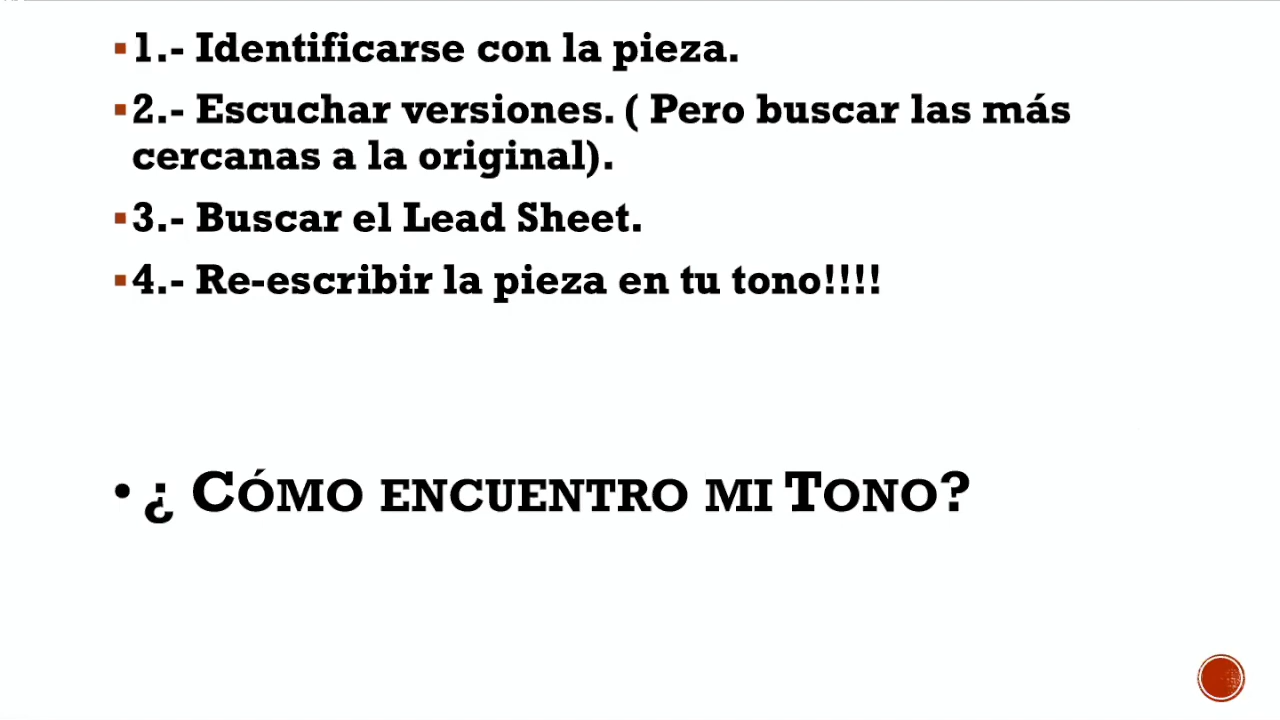 ▪1.- Identificarse con la pieza.
▪2.- Escuchar versiones. ( Pero buscar las más
cercanas a la original).
▪3.- Buscar el Lead Sheet.
▪4.- Re-escribir la pieza en tu tono!!!!
• ¿ CÓMO ENCUENTRO MI TONO?